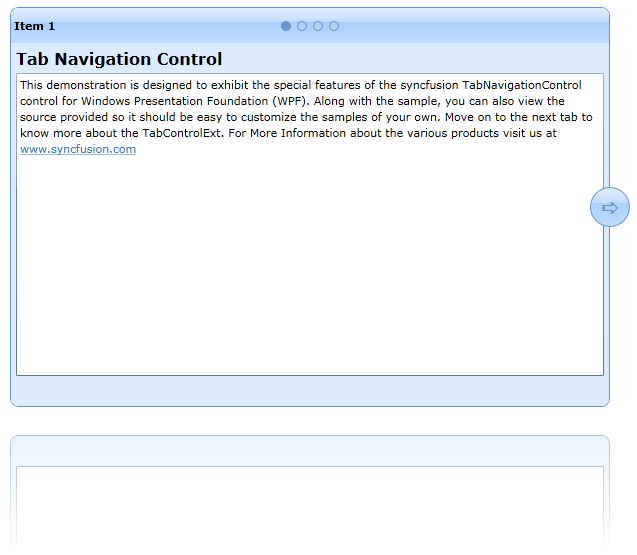 Item 1
Tab Navigation Control
This demonstration is designed to exhibit the special features of the syncfusion TabNavigationControl
control for Windows Presentation Foundation (WPF). Along with the sample, you can also view the
source provided so it should be easy to customize the samples of your own. Move on to the next tab to
know more about the TabControlExt. For More Information about the various products visit us at
www.syncfusion.com